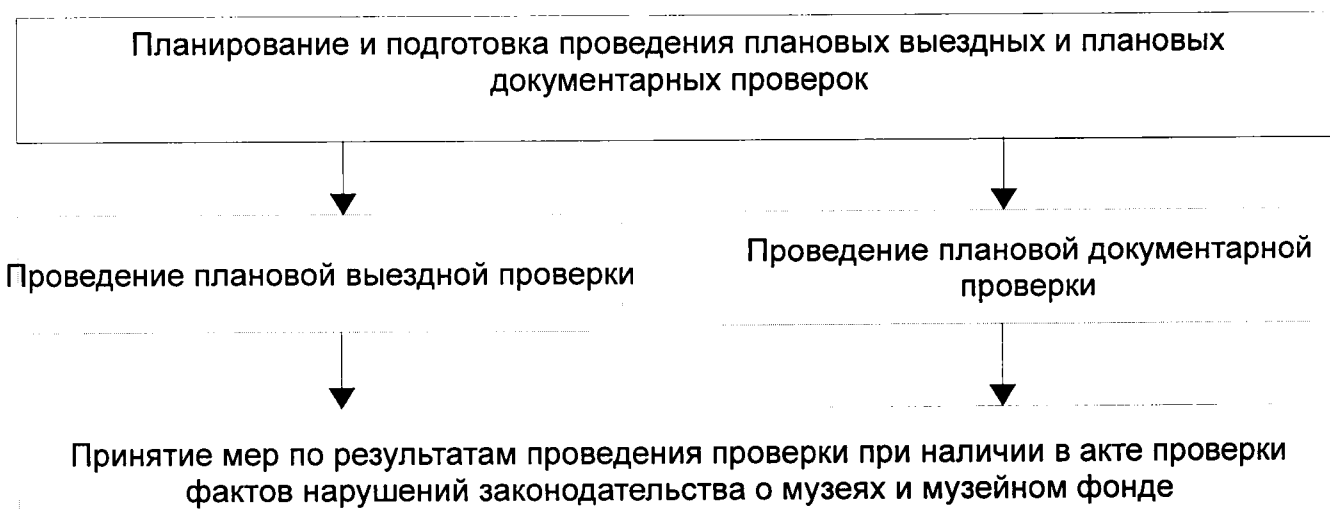 Планирование и подготовка проведения плановых выездных и плановых
документарных проверок
Проведение плановой выездной проверки
Проведение плановой документарной
проверки
Принятие мер по результатам проведения проверки при наличии в акте проверки
фактов нарушений законодательства о музеях и музейном фонде